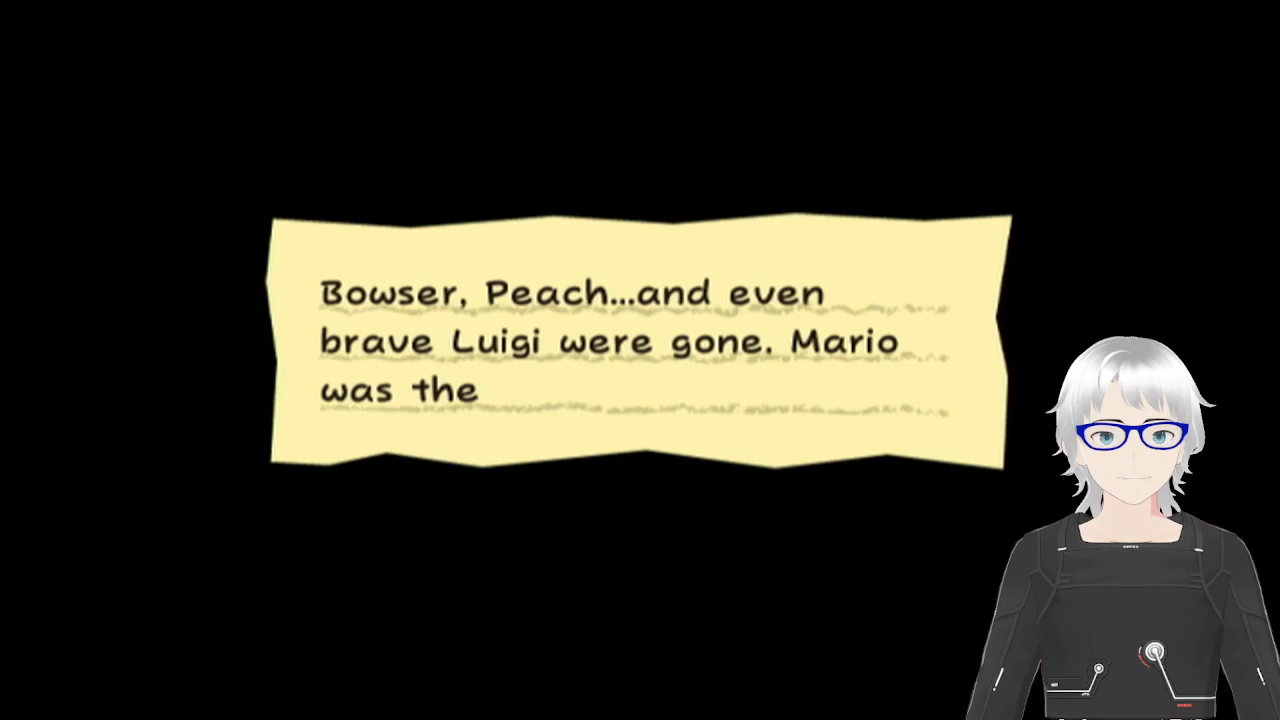 Bowser, Peach...and even
brave Luigi were gone. Mario
was the